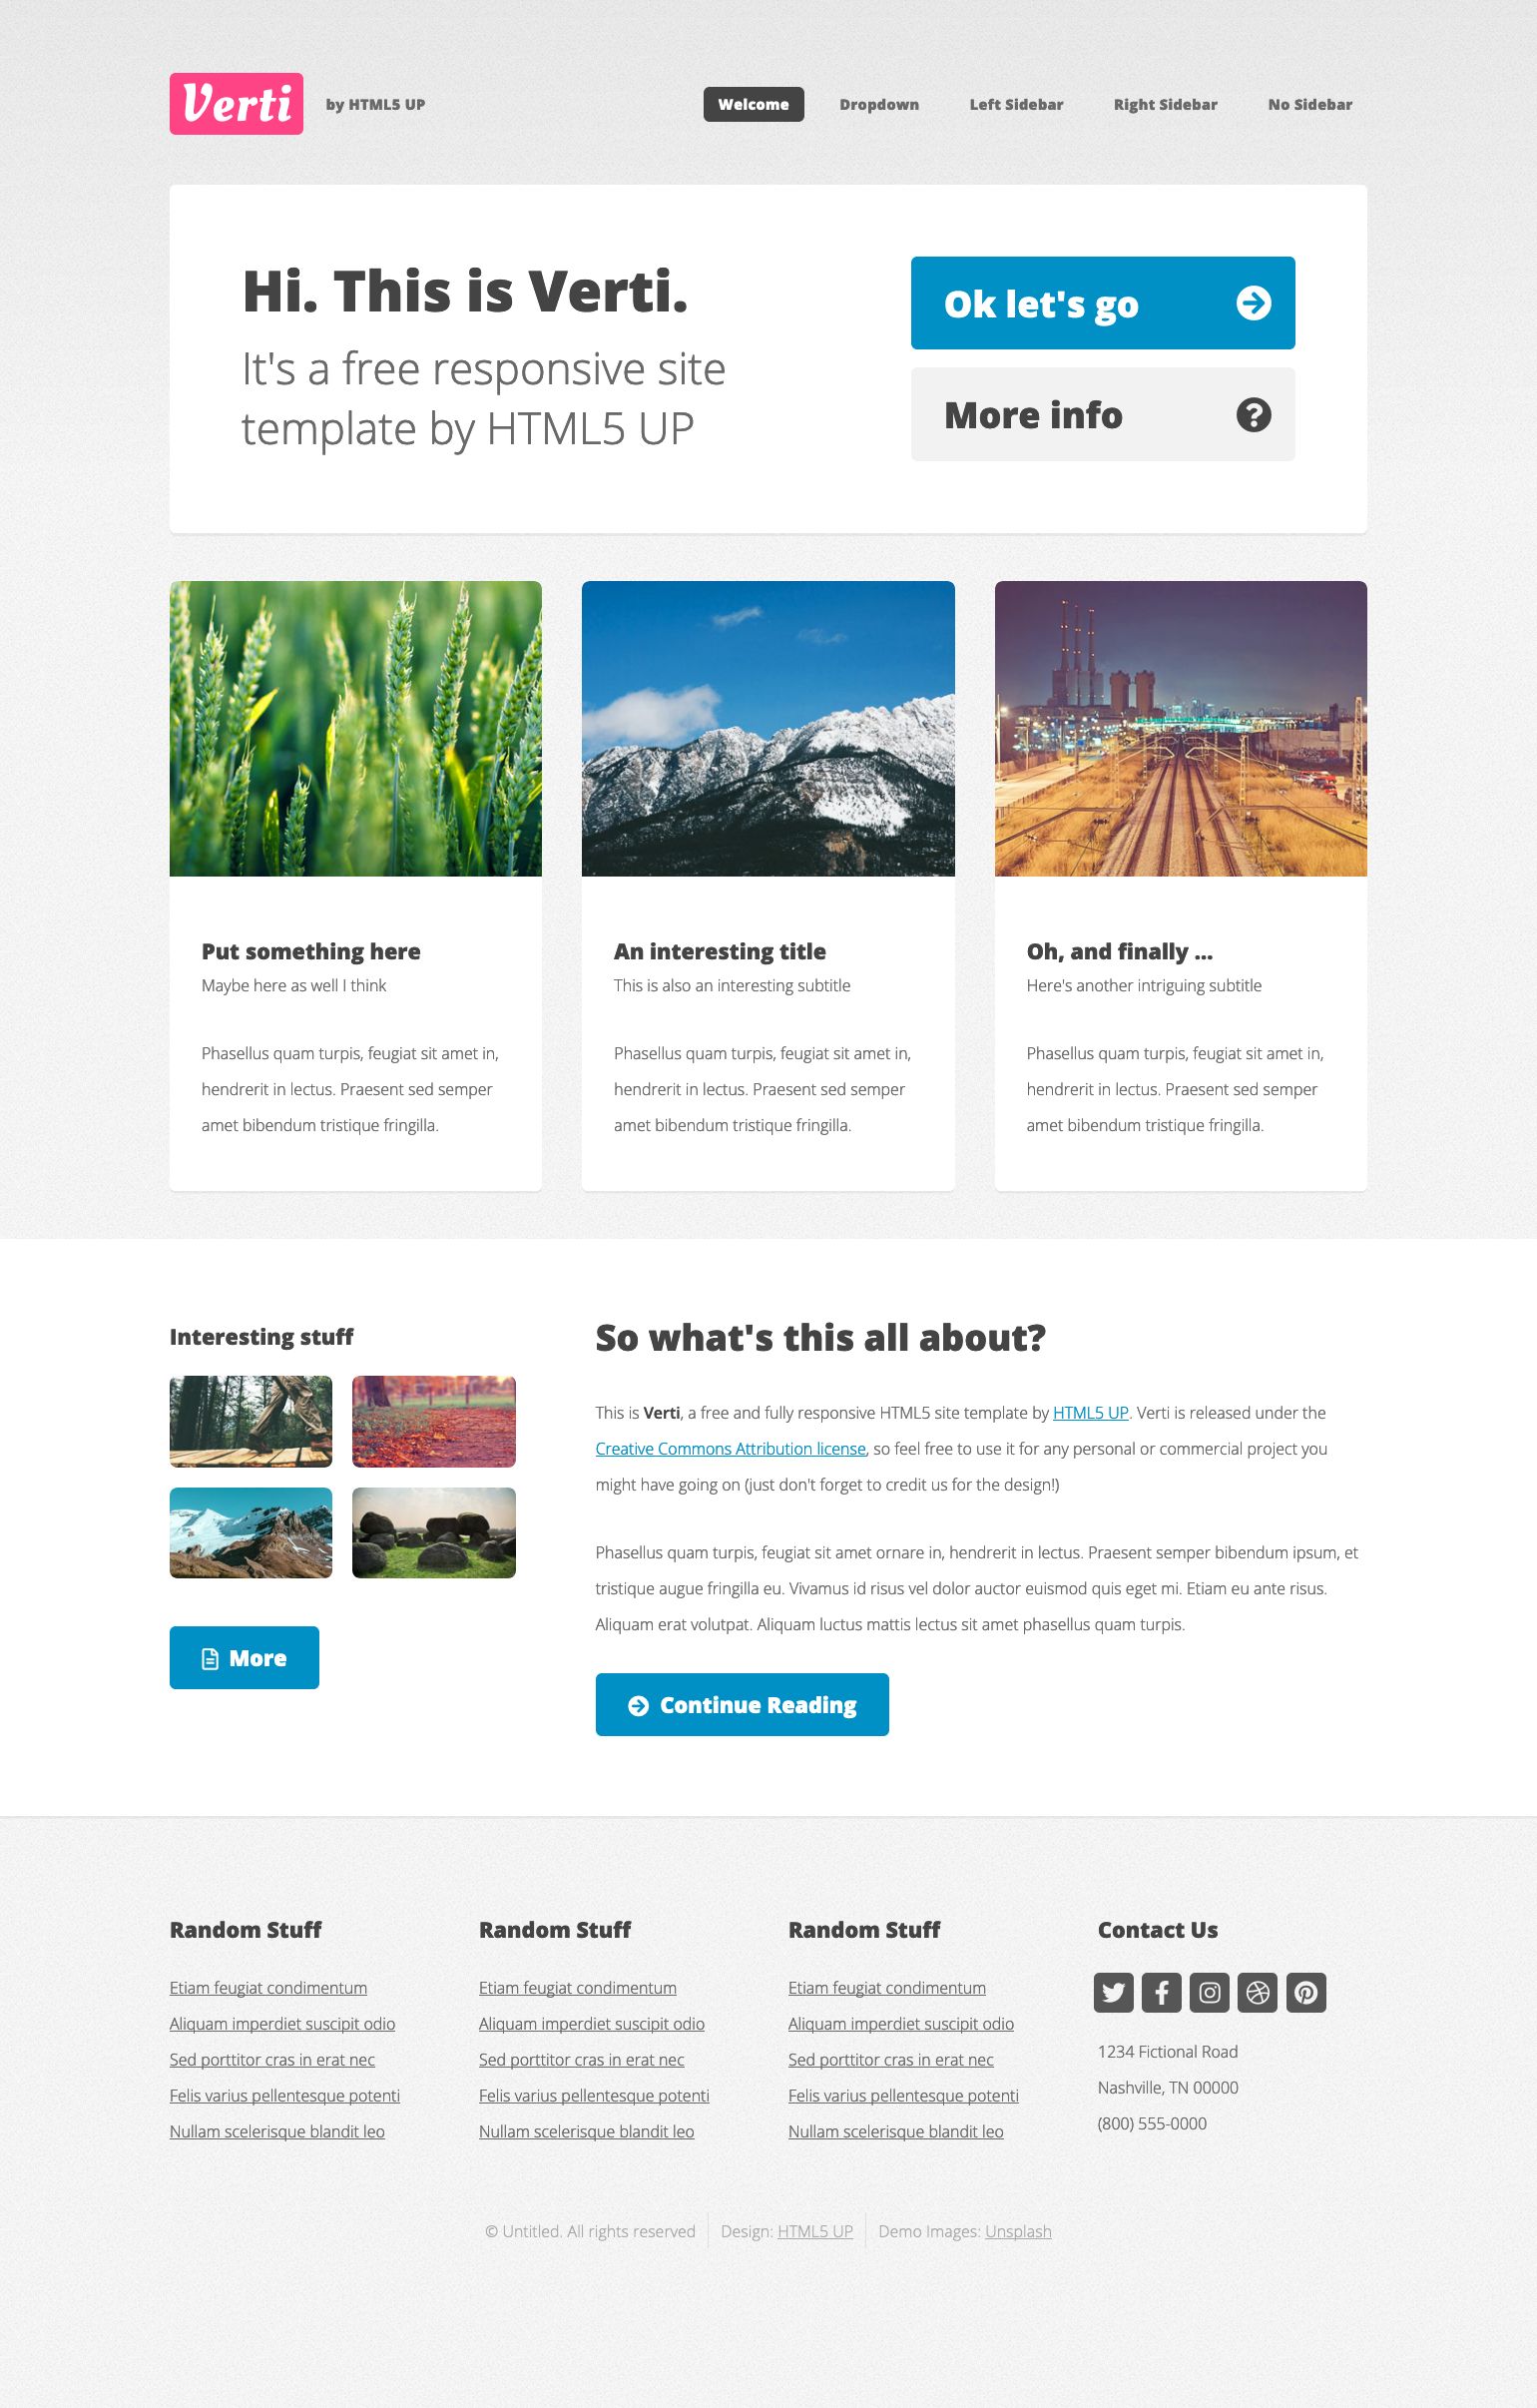 Verti
by HTML5 UP
Welcome
Dropdown
Left Sidebar
Right Sidebar
No Sidebar
Hi. This is Verti.
It's a free responsive site
template by HTML5 UP
Ok let's go
More info
Put something here
Maybe here as well I think
Phasellus quam turpis, feugiat sit amet in,
hendrerit in lectus. Praesent sed semper
amet bibendum tristique fringilla.
An interesting title
This is also an interesting subtitle
Phasellus quam turpis, feugiat sit amet in,
hendrerit in lectus. Praesent sed semper
amet bibendum tristique fringilla.
Oh, and finally ...
Here's another intriguing subtitle
Phasellus quam turpis, feugiat sit amet in,
hendrerit in lectus. Praesent sed semper
amet bibendum tristique fringilla.
Interesting stuff
More
So what's this all about?
This is Verti, a free and fully responsive HTML5 site template by HTML5 UP. Verti is released under the
Creative Commons Attribution license, so feel free to use it for any personal or commercial project you
might have going on (just don't forget to credit us for the design!)
Phasellus quam turpis, feugiat sit amet ornare in, hendrerit in lectus. Praesent semper bibendum ipsum, et
tristique augue fringilla eu. Vivamus id risus vel dolor auctor euismod quis eget mi. Etiam eu ante risus.
Aliquam erat volutpat. Aliquam luctus mattis lectus sit amet phasellus quam turpis.
Continue Reading
Random Stuff
Etiam feugiat condimentum
Aliquam imperdiet suscipit odio
Sed porttitor cras in erat nec
Felis varius pellentesque potenti
Nullam scelerisque blandit leo
Random Stuff
Etiam feugiat condimentum
Aliquam imperdiet suscipit odio
Sed porttitor cras in erat nec
Felis varius pellentesque potenti
Nullam scelerisque blandit leo
Random Stuff
Etiam feugiat condimentum
Aliquam imperdiet suscipit odio
Sed porttitor cras in erat nec
Felis varius pellentesque potenti
Nullam scelerisque blandit leo
Contact Us
1234 Fictional Road
Nashville, TN 00000
(800) 555-0000
© Untitled. All rights reserved
Design: HTML5 UP
Demo Images: Unsplash